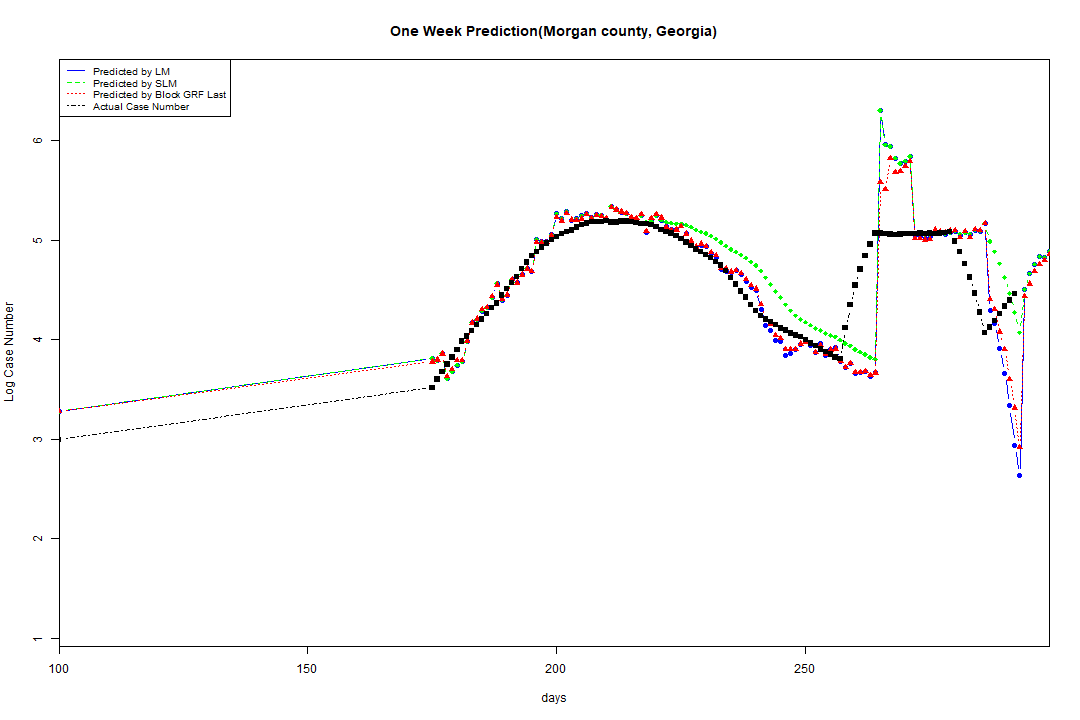 One Week Prediction(Morgan county, Georgia)
Predicted by LM
Predicted by SLM
Predicted by Block GRF Last
Actual Case Number
6
5
4
3
2
1
Log Case Number
100
150
200
250
days